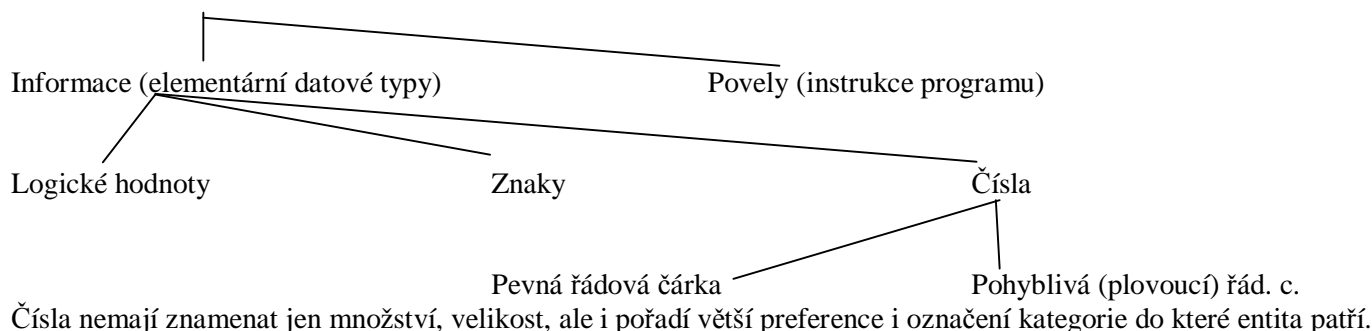 Informace (elementární datové typy) Povely (instrukce programu)
Logické hodnoty Znaky Čísla
Pevná řádová čárka Pohyblivá (plovoucí) řád. c.
Čísla nemají znamenat jen množství, velikost, ale i pořadí větší preference i označení kategorie do které entita patří.